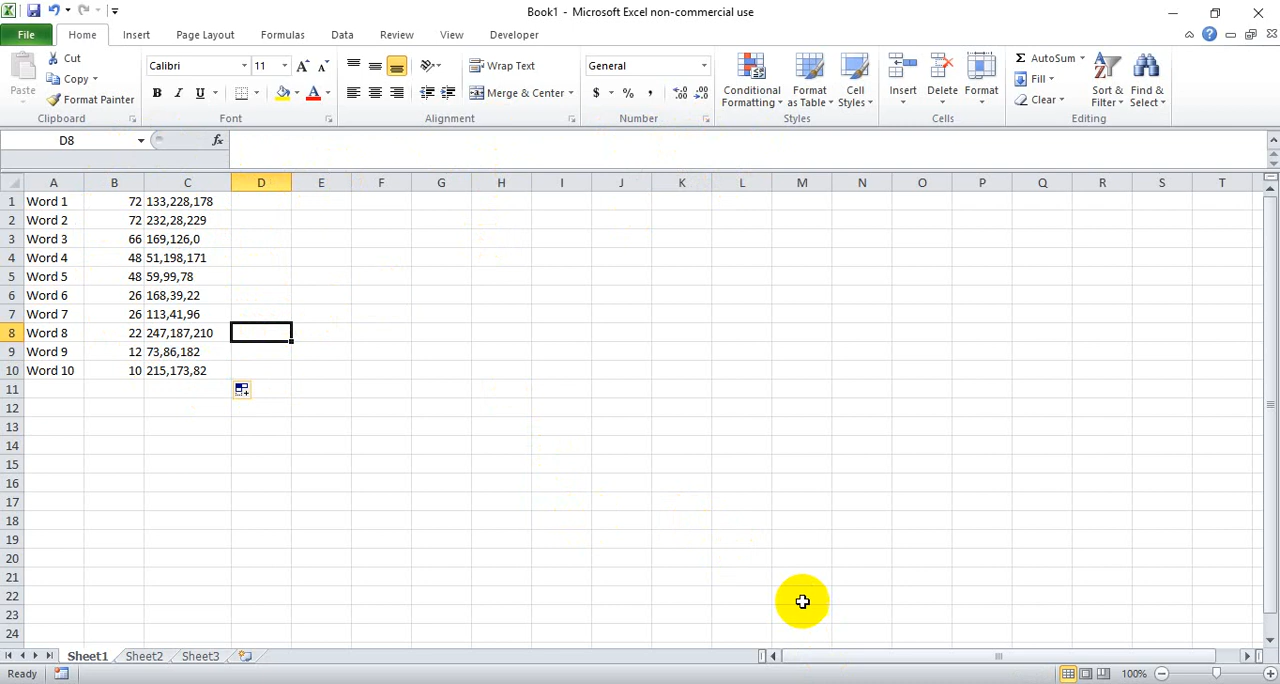 Book1 - Microsoft Excel non-commercial use
File Home Insert Page Layout Formulas Data Review View Developer
Paste
Cut
Copy
Format Painter
Clipboard
Calibri 11
B I U
Font
Wrap Text
Merge & Center
Alignment
General
$ % ,
Number
Conditional Formatting
Format as Table
Cell Styles
Styles
Insert Delete Format
Cells
AutoSum
Fill
Clear
Sort & Filter
Find & Select
Editing
D8 fx
A B C D E F G H I J K L M N O P Q R S T
1 Word 1 72 133,228,178
2 Word 2 72 232,28,229
3 Word 3 66 169,126,0
4 Word 4 48 51,198,171
5 Word 5 48 59,99,78
6 Word 6 26 168,39,22
7 Word 7 26 113,41,96
8 Word 8 22 247,187,210
9 Word 9 12 73,86,182
10 Word 10 10 215,173,82
11
12
13
14
15
16
17
18
19
20
21
22
23
24
Sheet1 Sheet2 Sheet3
Ready 100%